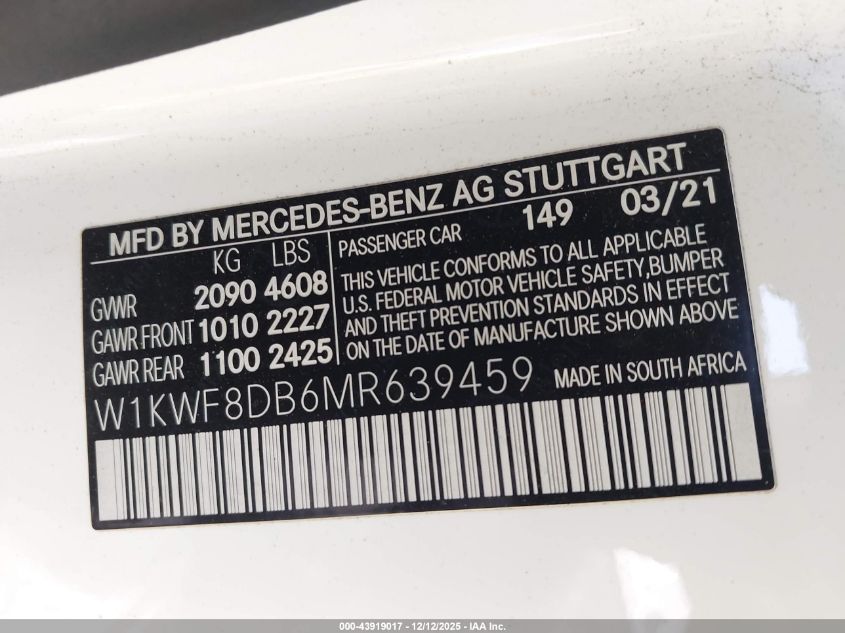 MFD BY MERCEDES-BENZ AG STUTTGART
KG LBS
GVWR 2090 4608
GAWR FRONT 1010 2227
GAWR REAR 1100 2425
PASSENGER CAR 149 03/21
THIS VEHICLE CONFORMS TO ALL APPLICABLE
U.S. FEDERAL MOTOR VEHICLE SAFETY,BUMPER
AND THEFT PREVENTION STANDARDS IN EFFECT
ON THE DATE OF MANUFACTURE SHOWN ABOVE
W1KWF8DB6MR639459 MADE IN SOUTH AFRICA
000-43919017 - 12/12/2025 - IAA Inc.